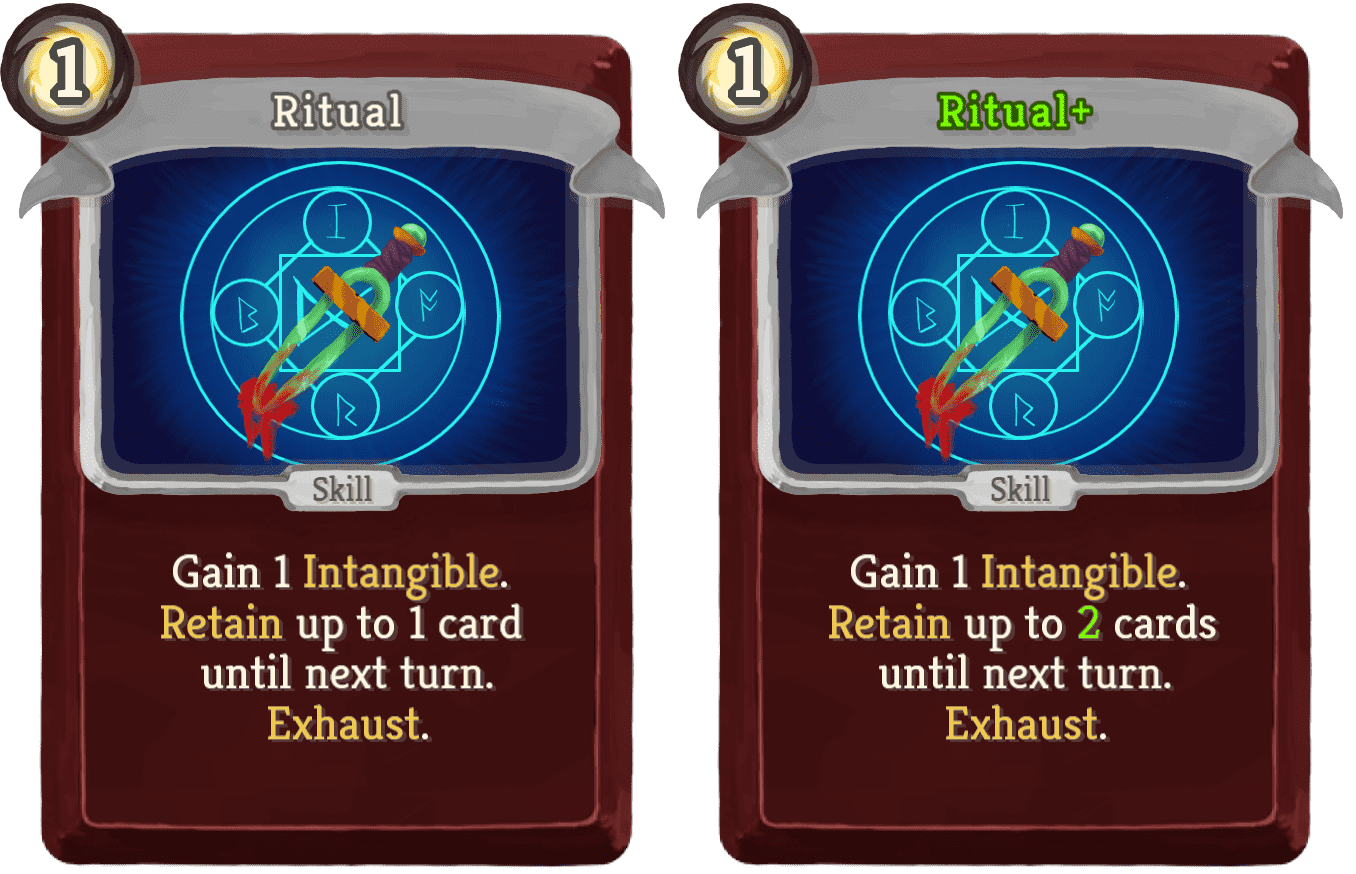 1
Ritual
I
B
R
Skill
Gain 1 Intangible.
Retain up to 1 card
until next turn.
Exhaust.
1
Ritual+
I
B
R
Skill
Gain 1 Intangible.
Retain up to 2 cards
until next turn.
Exhaust.